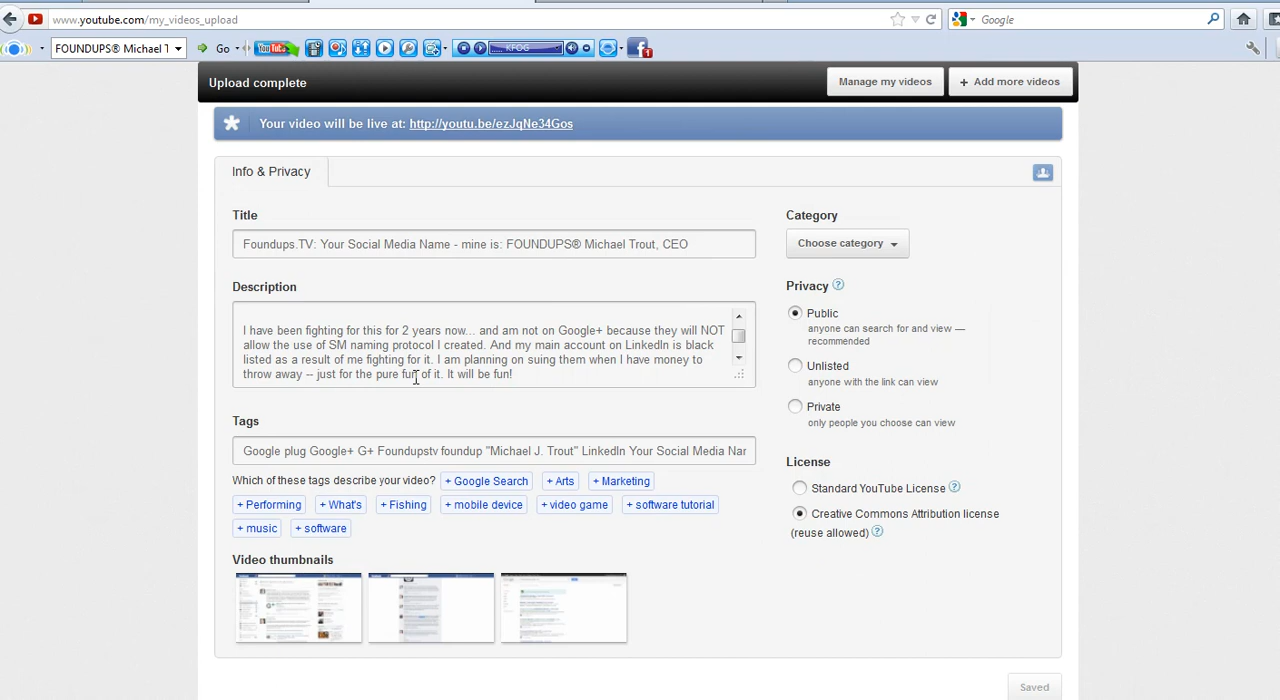 www.youtube.com/my_videos_upload
Google
FOUNDUPS® Michael T
Go
YouTube
KFOG
1
Upload complete
Manage my videos
+ Add more videos
Your video will be live at: http://youtu.be/ezJqNe34Gos
Info & Privacy
Title
Foundups.TV: Your Social Media Name - mine is: FOUNDUPS® Michael Trout, CEO
Description
I have been fighting for this for 2 years now... and am not on Google+ because they will NOT
allow the use of SM naming protocol I created. And my main account on LinkedIn is black
listed as a result of me fighting for it. I am planning on suing them when I have money to
throw away -- just for the pure fun of it. It will be fun!
Tags
Google plug Google+ G+ Foundupstv foundup "Michael J. Trout" LinkedIn Your Social Media Nar
Which of these tags describe your video? + Google Search + Arts + Marketing
+ Performing + What's + Fishing + mobile device + video game + software tutorial
+ music + software
Video thumbnails
Category
Choose category
Privacy ?
Public
anyone can search for and view —
recommended
Unlisted
anyone with the link can view
Private
only people you choose can view
License
Standard YouTube License ?
Creative Commons Attribution license
(reuse allowed) ?
Saved